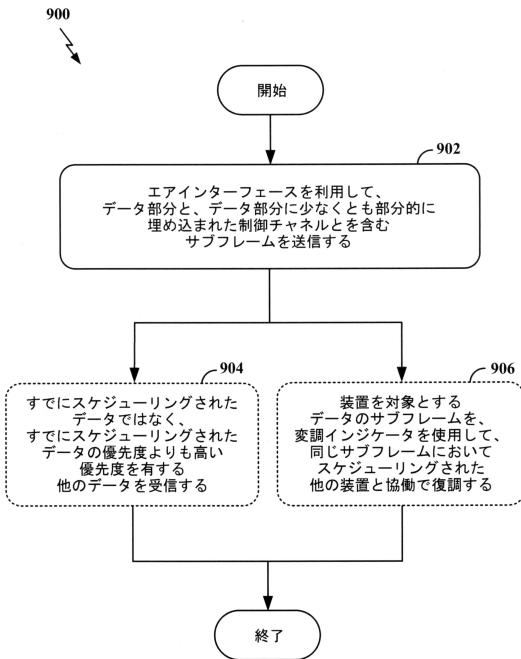 900
開始
902
エアインターフェースを利用して、
データ部分と、データ部分に少なくとも部分的に
埋め込まれた制御チャネルとを含む
サブフレームを送信する
904
すでにスケジューリングされた
データではなく、
すでにスケジューリングされた
データの優先度よりも高い
優先度を有する
他のデータを受信する
906
装置を対象とする
データのサブフレームを、
変調インジケータを使用して、
同じサブフレームにおいて
スケジューリングされた
他の装置と協働で復調する
終了